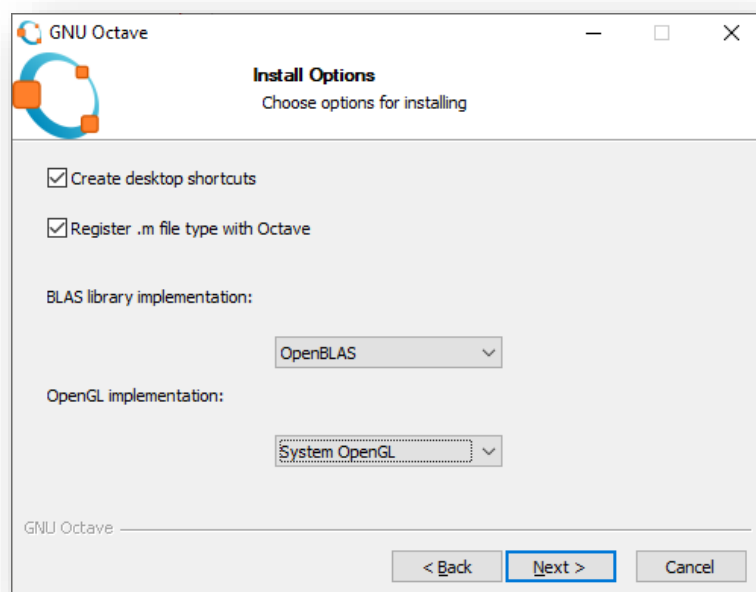 GNU Octave
Install Options
Choose options for installing
Create desktop shortcuts
Register .m file type with Octave
BLAS library implementation:
OpenBLAS
OpenGL implementation:
System OpenGL
GNU Octave
< Back Next > Cancel